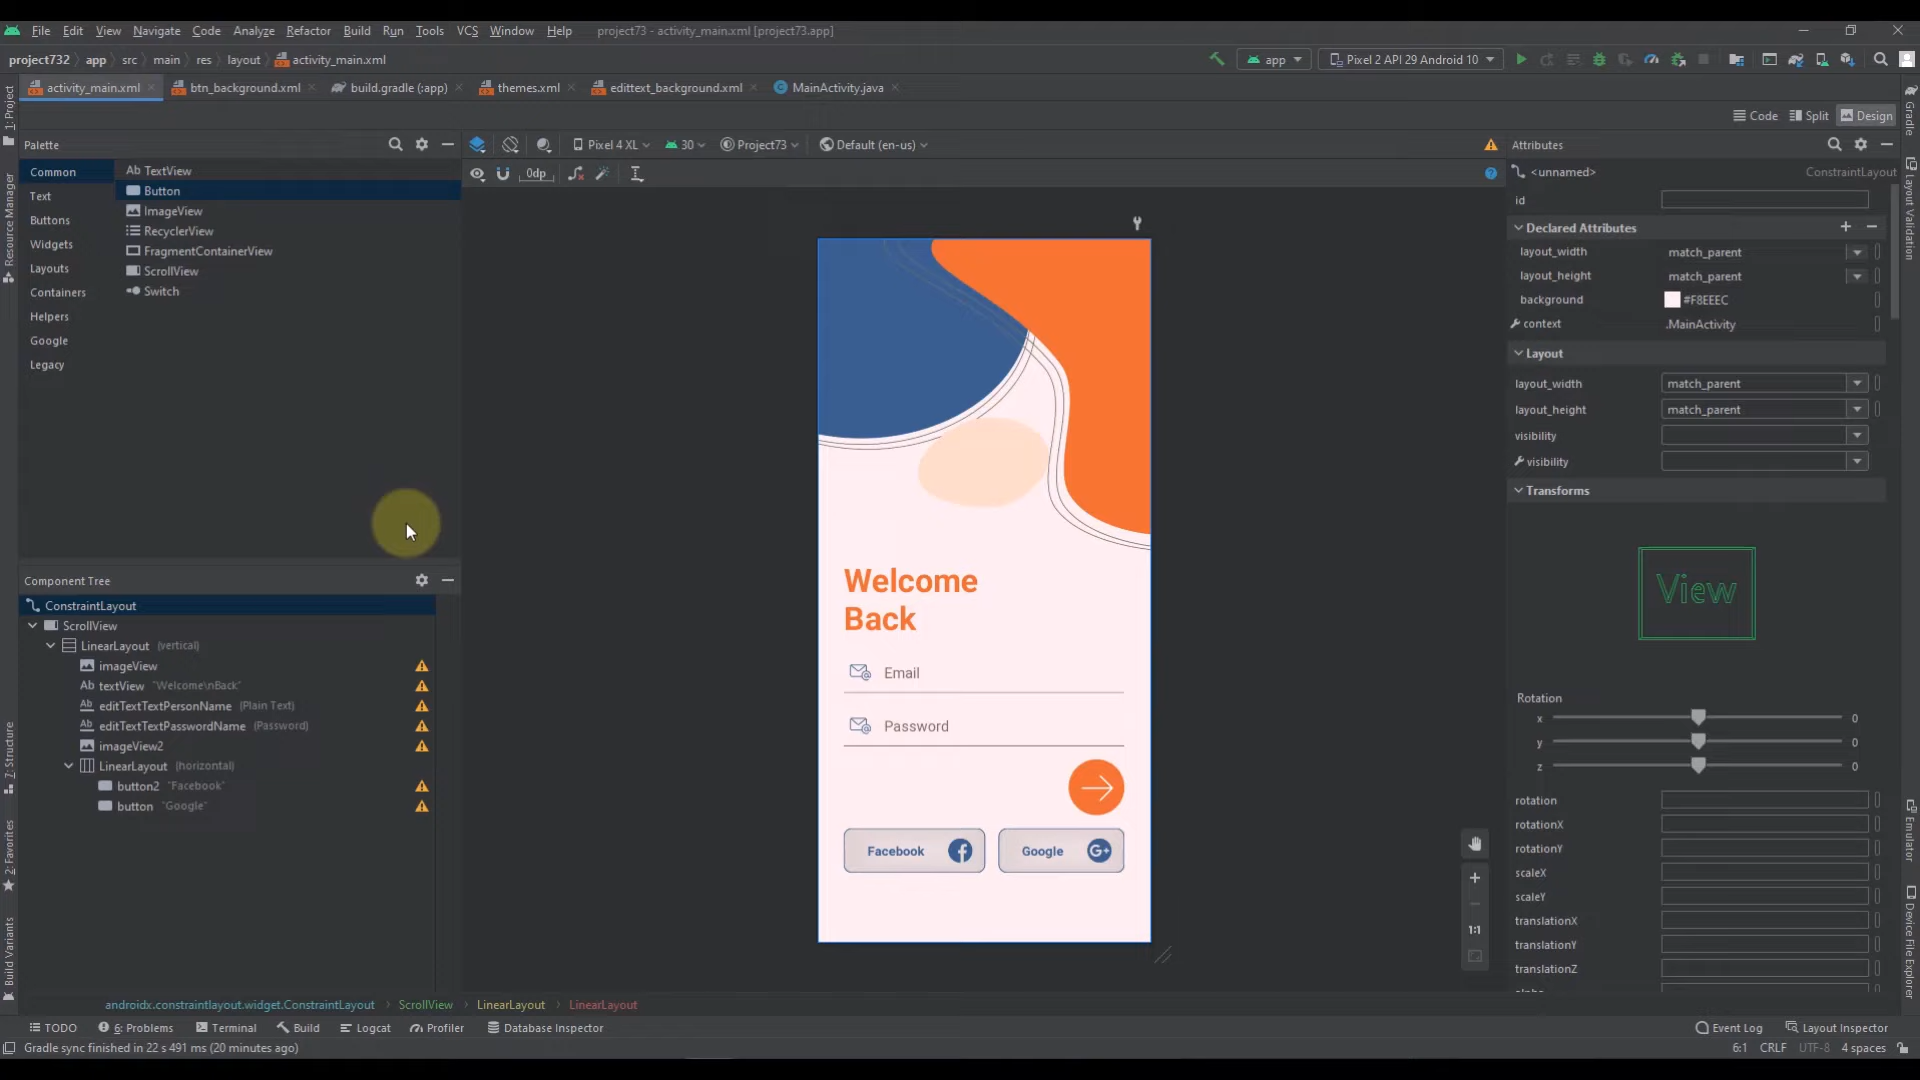 File Edit View Navigate Code Analyze Refactor Build Run Tools VCS Window Help project73 - activity_main.xml [project73.app]
project732 app src main res layout activity_main.xml app Pixel 2 API 29 Android 10
activity_main.xml btn_background.xml build.gradle (:app) themes.xml edittext_background.xml MainActivity.java
Code Split Design
Palette Pixel 4 XL 30 Project73 Default (en-us) Attributes
0dp
Common
Text
Buttons
Widgets
Layouts
Containers
Helpers
Google
Legacy
Ab TextView
Button
ImageView
RecyclerView
FragmentContainerView
ScrollView
Switch
Component Tree
ConstraintLayout
ScrollView
LinearLayout (vertical)
imageView
Ab textView "Welcome\nBack"
Ab editTextTextPersonName (Plain Text)
Ab editTextTextPasswordName (Password)
imageView2
LinearLayout (horizontal)
button2 "Facebook"
button "Google"
Welcome
Back
Email
Password
Facebook
Google G+
1:1
<unnamed> ConstraintLayout
id
Declared Attributes
layout_width match_parent
layout_height match_parent
background #F8EEEC
context .MainActivity
Layout
layout_width match_parent
layout_height match_parent
visibility
visibility
Transforms
View
Rotation
x 0
y 0
z 0
rotation
rotationX
rotationY
scaleX
scaleY
translationX
translationY
translationZ
alpha
1: Project
Resource Manager
7: Structure
2: Favorites
Build Variants
Gradle
Layout Validation
Emulator
Device File Explorer
androidx.constraintlayout.widget.ConstraintLayout ScrollView LinearLayout LinearLayout
TODO 6: Problems Terminal Build Logcat Profiler Database Inspector Event Log Layout Inspector
Gradle sync finished in 22 s 491 ms (20 minutes ago) 6:1 CRLF UTF-8 4 spaces